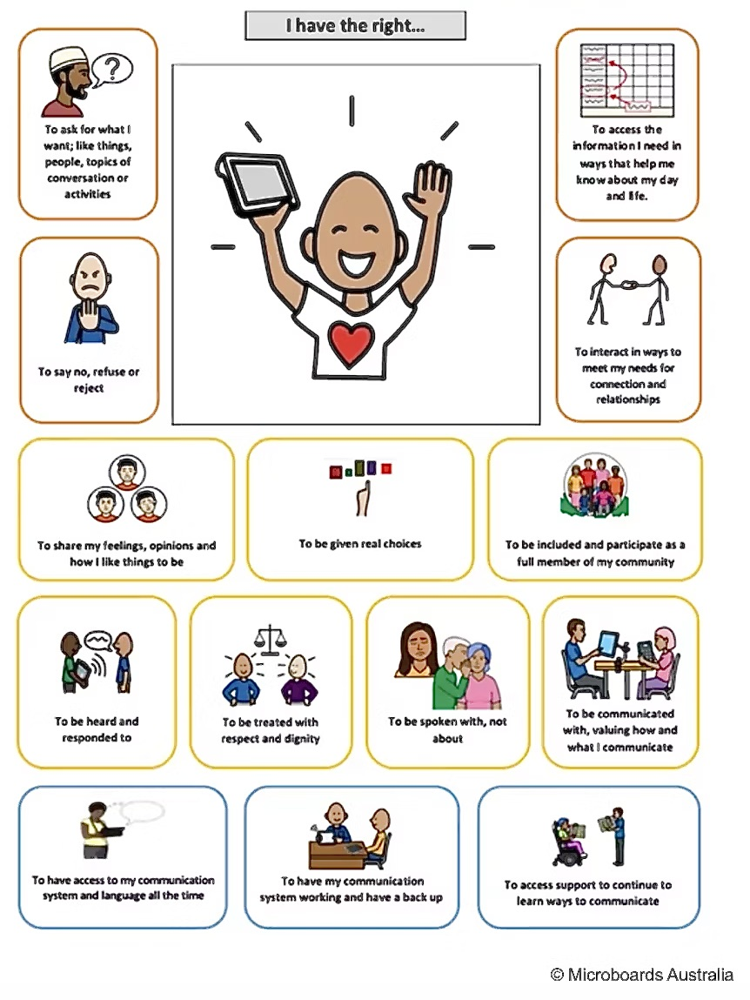 I have the right...
?
To ask for what I
want; like things,
people, topics of
conversation or
activities
To access the
information I need in
ways that help me
know about my day
and life.
To say no, refuse or
reject
To interact in ways to
meet my needs for
connection and
relationships
To share my feelings, opinions and
how I like things to be
To be given real choices
To be included and participate as a
full member of my community
To be heard and
responded to
To be treated with
respect and dignity
To be spoken with, not
about
To be communicated
with, valuing how and
what I communicate
To have access to my communication
system and language all the time
To have my communication
system working and have a back up
To access support to continue to
learn ways to communicate
© Microboards Australia